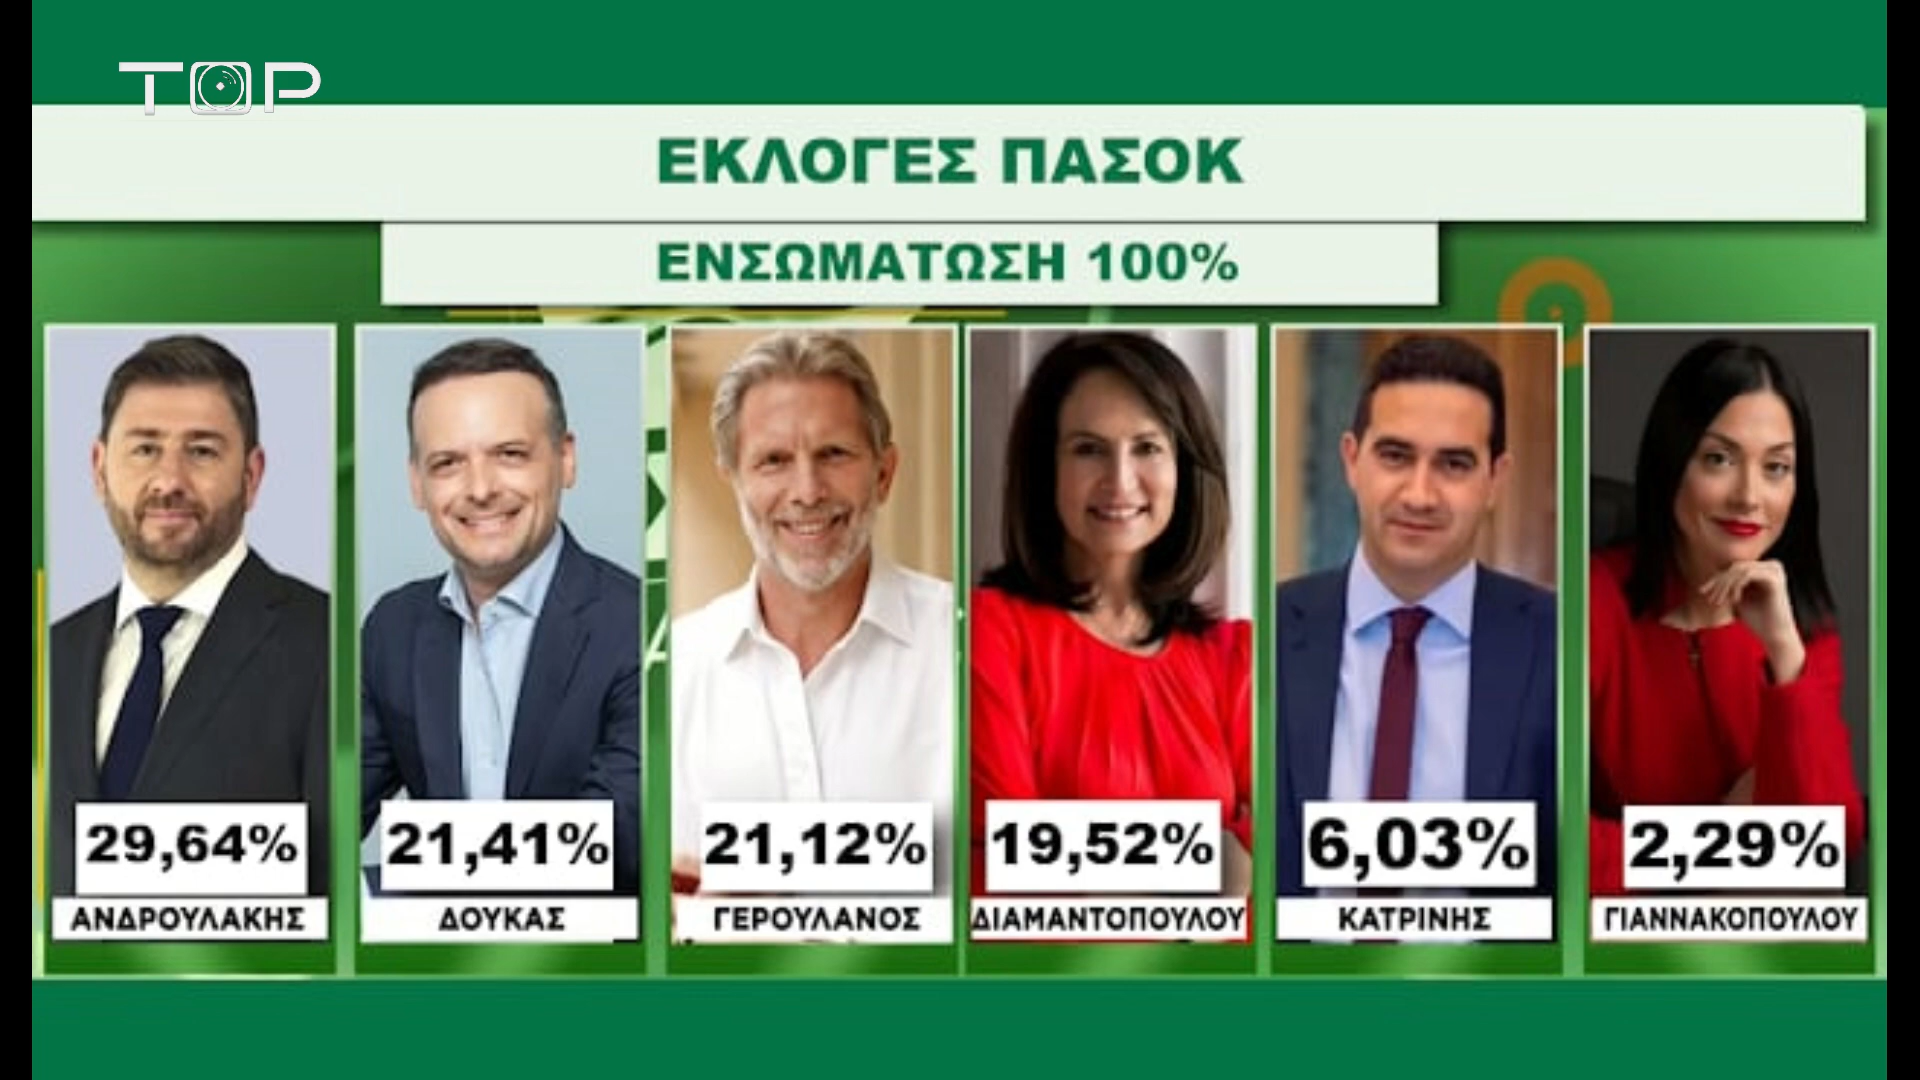 TOP
ΕΚΛΟΓΕΣ ΠΑΣΟΚ
ΕΝΣΩΜΑΤΩΣΗ 100%
29,64% 21,41% 21,12% 19,52% 6,03% 2,29%
ΑΝΔΡΟΥΛΑΚΗΣ ΔΟΥΚΑΣ ΓΕΡΟΥΛΑΝΟΣ ΔΙΑΜΑΝΤΟΠΟΥΛΟΥ ΚΑΤΡΙΝΗΣ ΓΙΑΝΝΑΚΟΠΟΥΛΟΥ